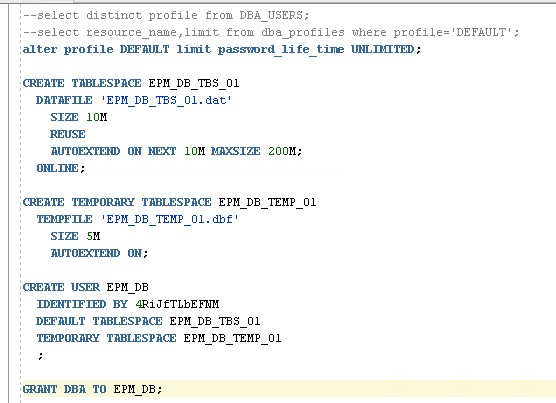 --select distinct profile from DBA_USERS;
--select resource_name,limit from dba_profiles where profile='DEFAULT';
alter profile DEFAULT limit password_life_time UNLIMITED;
CREATE TABLESPACE EPM_DB_TBS_01
DATAFILE 'EPM_DB_TBS_01.dat'
SIZE 10M
REUSE
AUTOEXTEND ON NEXT 10M MAXSIZE 200M;
ONLINE;
CREATE TEMPORARY TABLESPACE EPM_DB_TEMP_01
TEMPFILE 'EPM_DB_TEMP_01.dbf'
SIZE 5M
AUTOEXTEND ON;
CREATE USER EPM_DB
IDENTIFIED BY 4RiJfTLbEFNM
DEFAULT TABLESPACE EPM_DB_TBS_01
TEMPORARY TABLESPACE EPM_DB_TEMP_01
;
GRANT DBA TO EPM_DB;